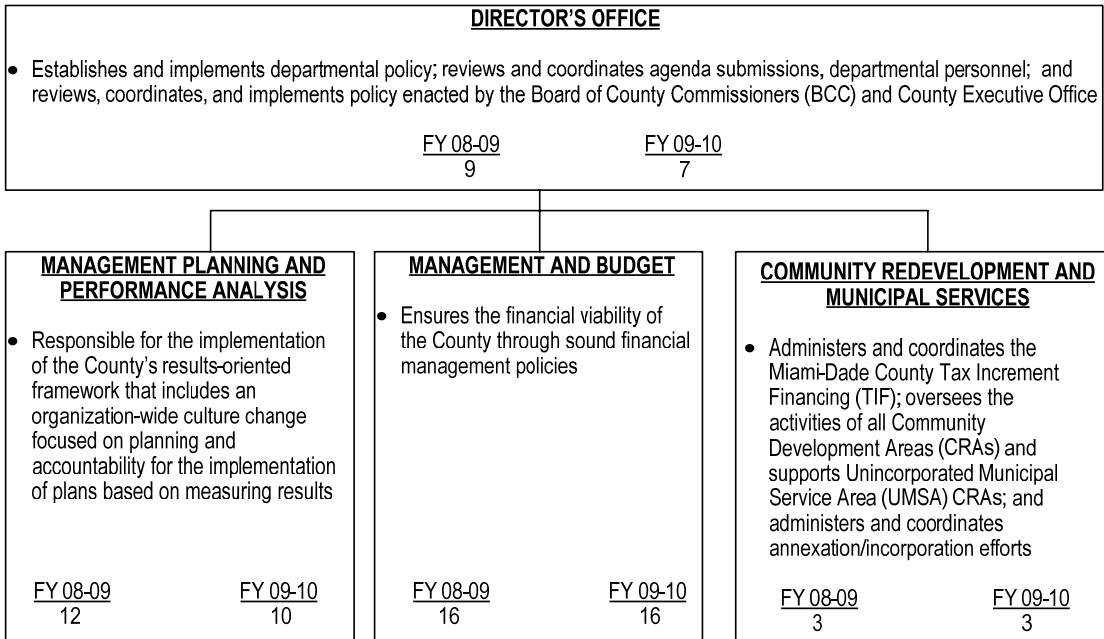 DIRECTOR'S OFFICE
• Establishes and implements departmental policy; reviews and coordinates agenda submissions, departmental personnel; and
reviews, coordinates, and implements policy enacted by the Board of County Commissioners (BCC) and County Executive Office
FY 08-09 FY 09-10
9 7
MANAGEMENT PLANNING AND
PERFORMANCE ANALYSIS
• Responsible for the implementation
of the County's results-oriented
framework that includes an
organization-wide culture change
focused on planning and
accountability for the implementation
of plans based on measuring results
FY 08-09 FY 09-10
12 10
MANAGEMENT AND BUDGET
• Ensures the financial viability of
the County through sound financial
management policies
FY 08-09 FY 09-10
16 16
COMMUNITY REDEVELOPMENT AND
MUNICIPAL SERVICES
• Administers and coordinates the
Miami-Dade County Tax Increment
Financing (TIF); oversees the
activities of all Community
Development Areas (CRAs) and
supports Unincorporated Municipal
Service Area (UMSA) CRAs; and
administers and coordinates
annexation/incorporation efforts
FY 08-09 FY 09-10
3 3